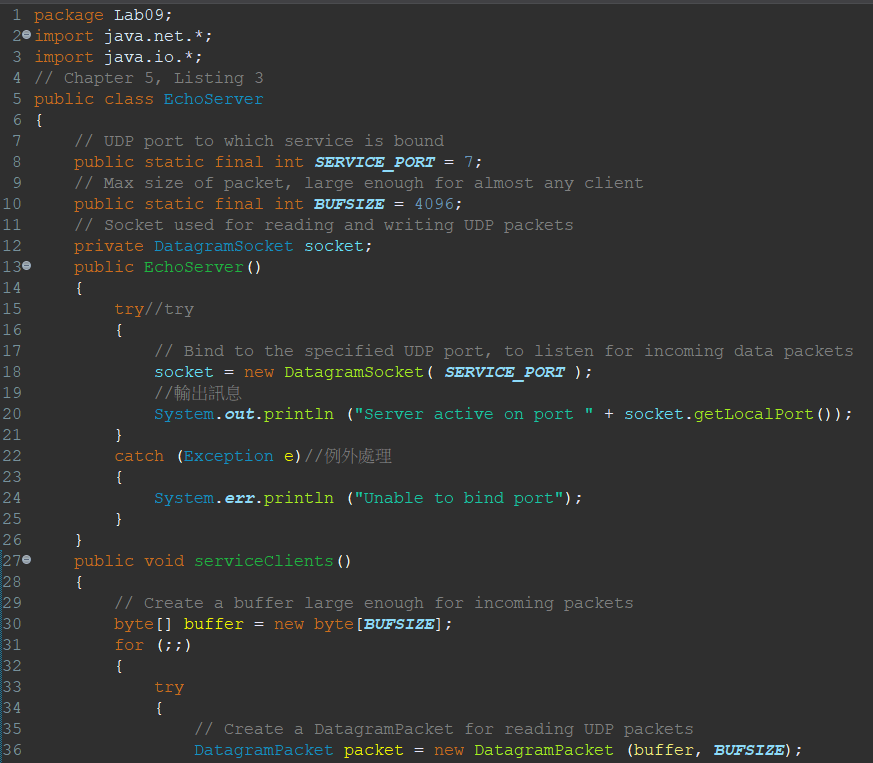 1 package Lab09;
2 import java.net.*;
3 import java.io.*;
4 // Chapter 5, Listing 3
5 public class EchoServer
6 {
7 // UDP port to which service is bound
8 public static final int SERVICE_PORT = 7;
9 // Max size of packet, large enough for almost any client
10 public static final int BUFSIZE = 4096;
11 // Socket used for reading and writing UDP packets
12 private DatagramSocket socket;
13 public EchoServer()
14 {
15 try//try
16 {
17 // Bind to the specified UDP port, to listen for incoming data packets
18 socket = new DatagramSocket( SERVICE_PORT );
19 //輸出訊息
20 System.out.println ("Server active on port " + socket.getLocalPort());
21 }
22 catch (Exception e)//例外處理
23 {
24 System.err.println ("Unable to bind port");
25 }
26 }
27 public void serviceClients()
28 {
29 // Create a buffer large enough for incoming packets
30 byte[] buffer = new byte[BUFSIZE];
31 for (;;)
32 {
33 try
34 {
35 // Create a DatagramPacket for reading UDP packets
36 DatagramPacket packet = new DatagramPacket (buffer, BUFSIZE);